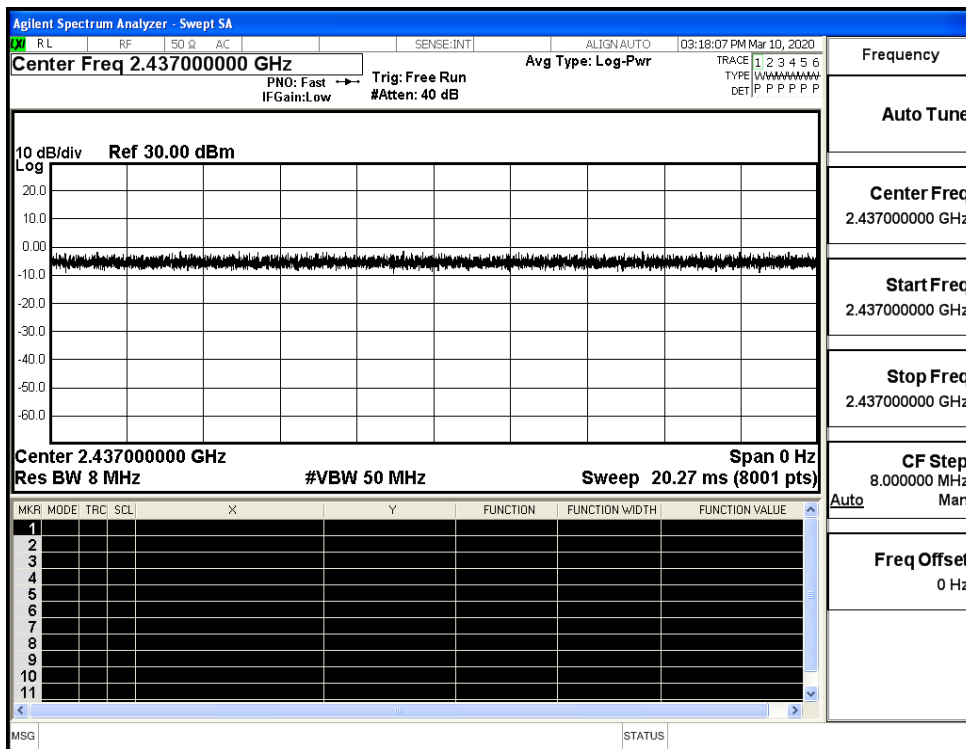 Agilent Spectrum Analyzer - Swept SA
LXI RL RF 50 Ω AC SENSE:INT ALIGN AUTO 03:18:07 PM Mar 10, 2020
Center Freq 2.437000000 GHz
PNO: Fast
IFGain:Low
Trig: Free Run
#Atten: 40 dB
Avg Type: Log-Pwr
TRACE 1 2 3 4 5 6
TYPE WWWWWW
DET P P P P P P
10 dB/div Ref 30.00 dBm
Log
20.0
10.0
0.00
-10.0
-20.0
-30.0
-40.0
-50.0
-60.0
Center 2.437000000 GHz Span 0 Hz
Res BW 8 MHz #VBW 50 MHz Sweep 20.27 ms (8001 pts)
MKR MODE TRC SCL X Y FUNCTION FUNCTION WIDTH FUNCTION VALUE
1
2
3
4
5
6
7
8
9
10
11
MSG STATUS
Frequency
Auto Tune
Center Freq
2.437000000 GHz
Start Freq
2.437000000 GHz
Stop Freq
2.437000000 GHz
CF Step
8.000000 MHz
Auto Man
Freq Offset
0 Hz